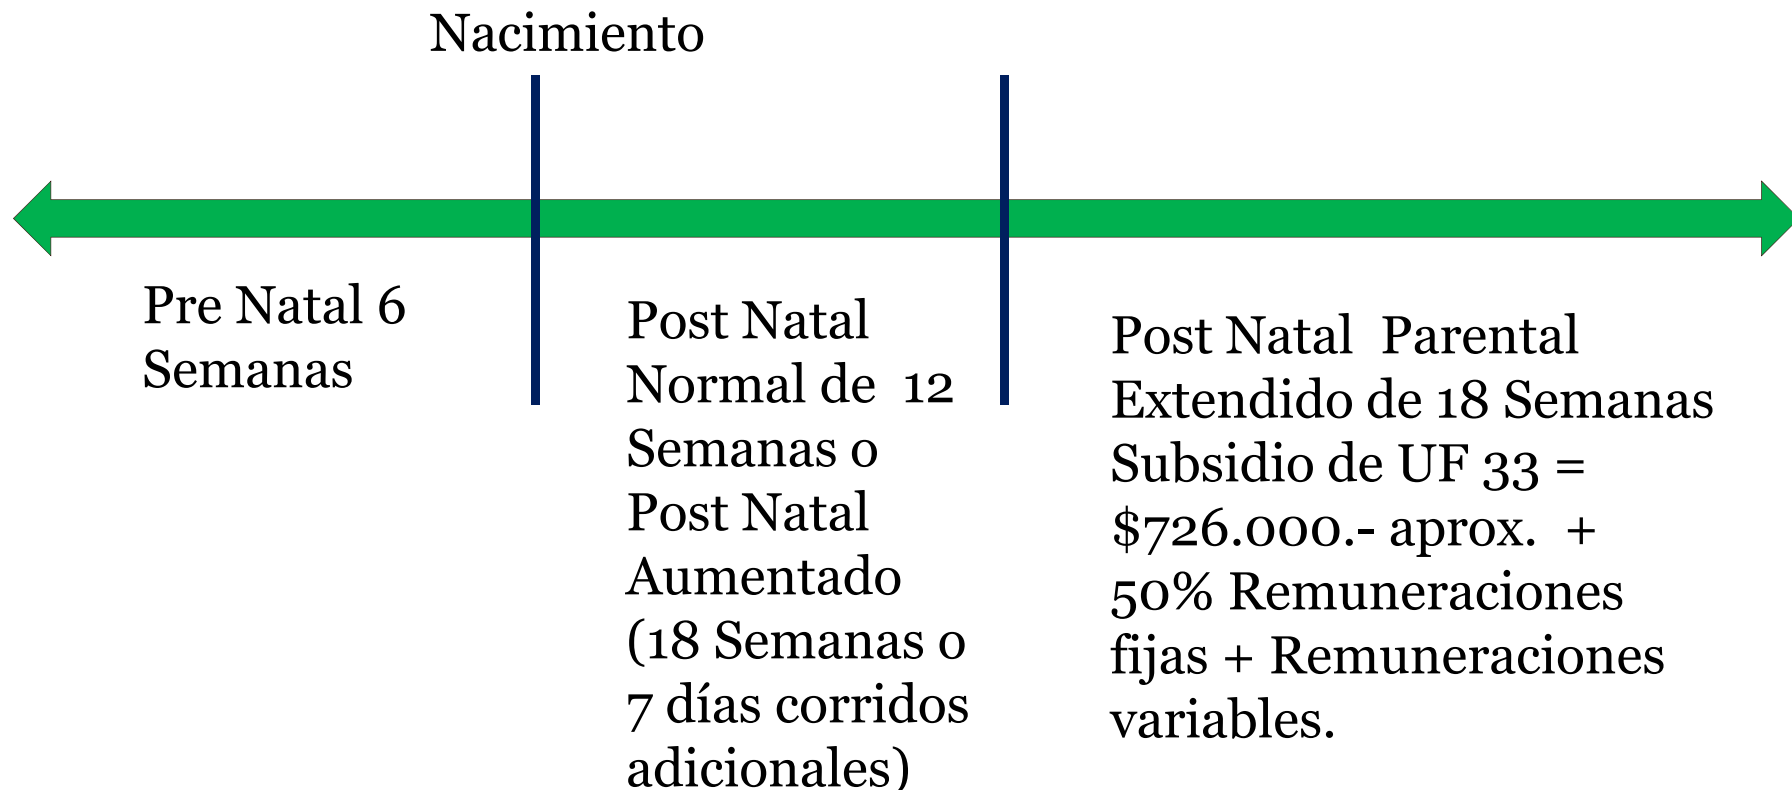 Nacimiento
Pre Natal 6
Semanas
Post Natal
Normal de 12
Semanas o
Post Natal
Aumentado
(18 Semanas o
7 días corridos
adicionales)
Post Natal Parental
Extendido de 18 Semanas
Subsidio de UF 33 =
$726.000.- aprox. +
50% Remuneraciones
fijas + Remuneraciones
variables.